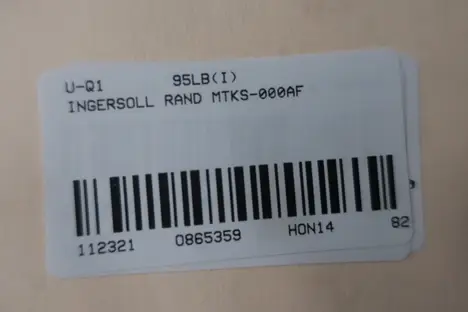 U-Q1 95LB(I)
INGERSOLL RAND MTKS-000AF
112321 0865359 HON14 82